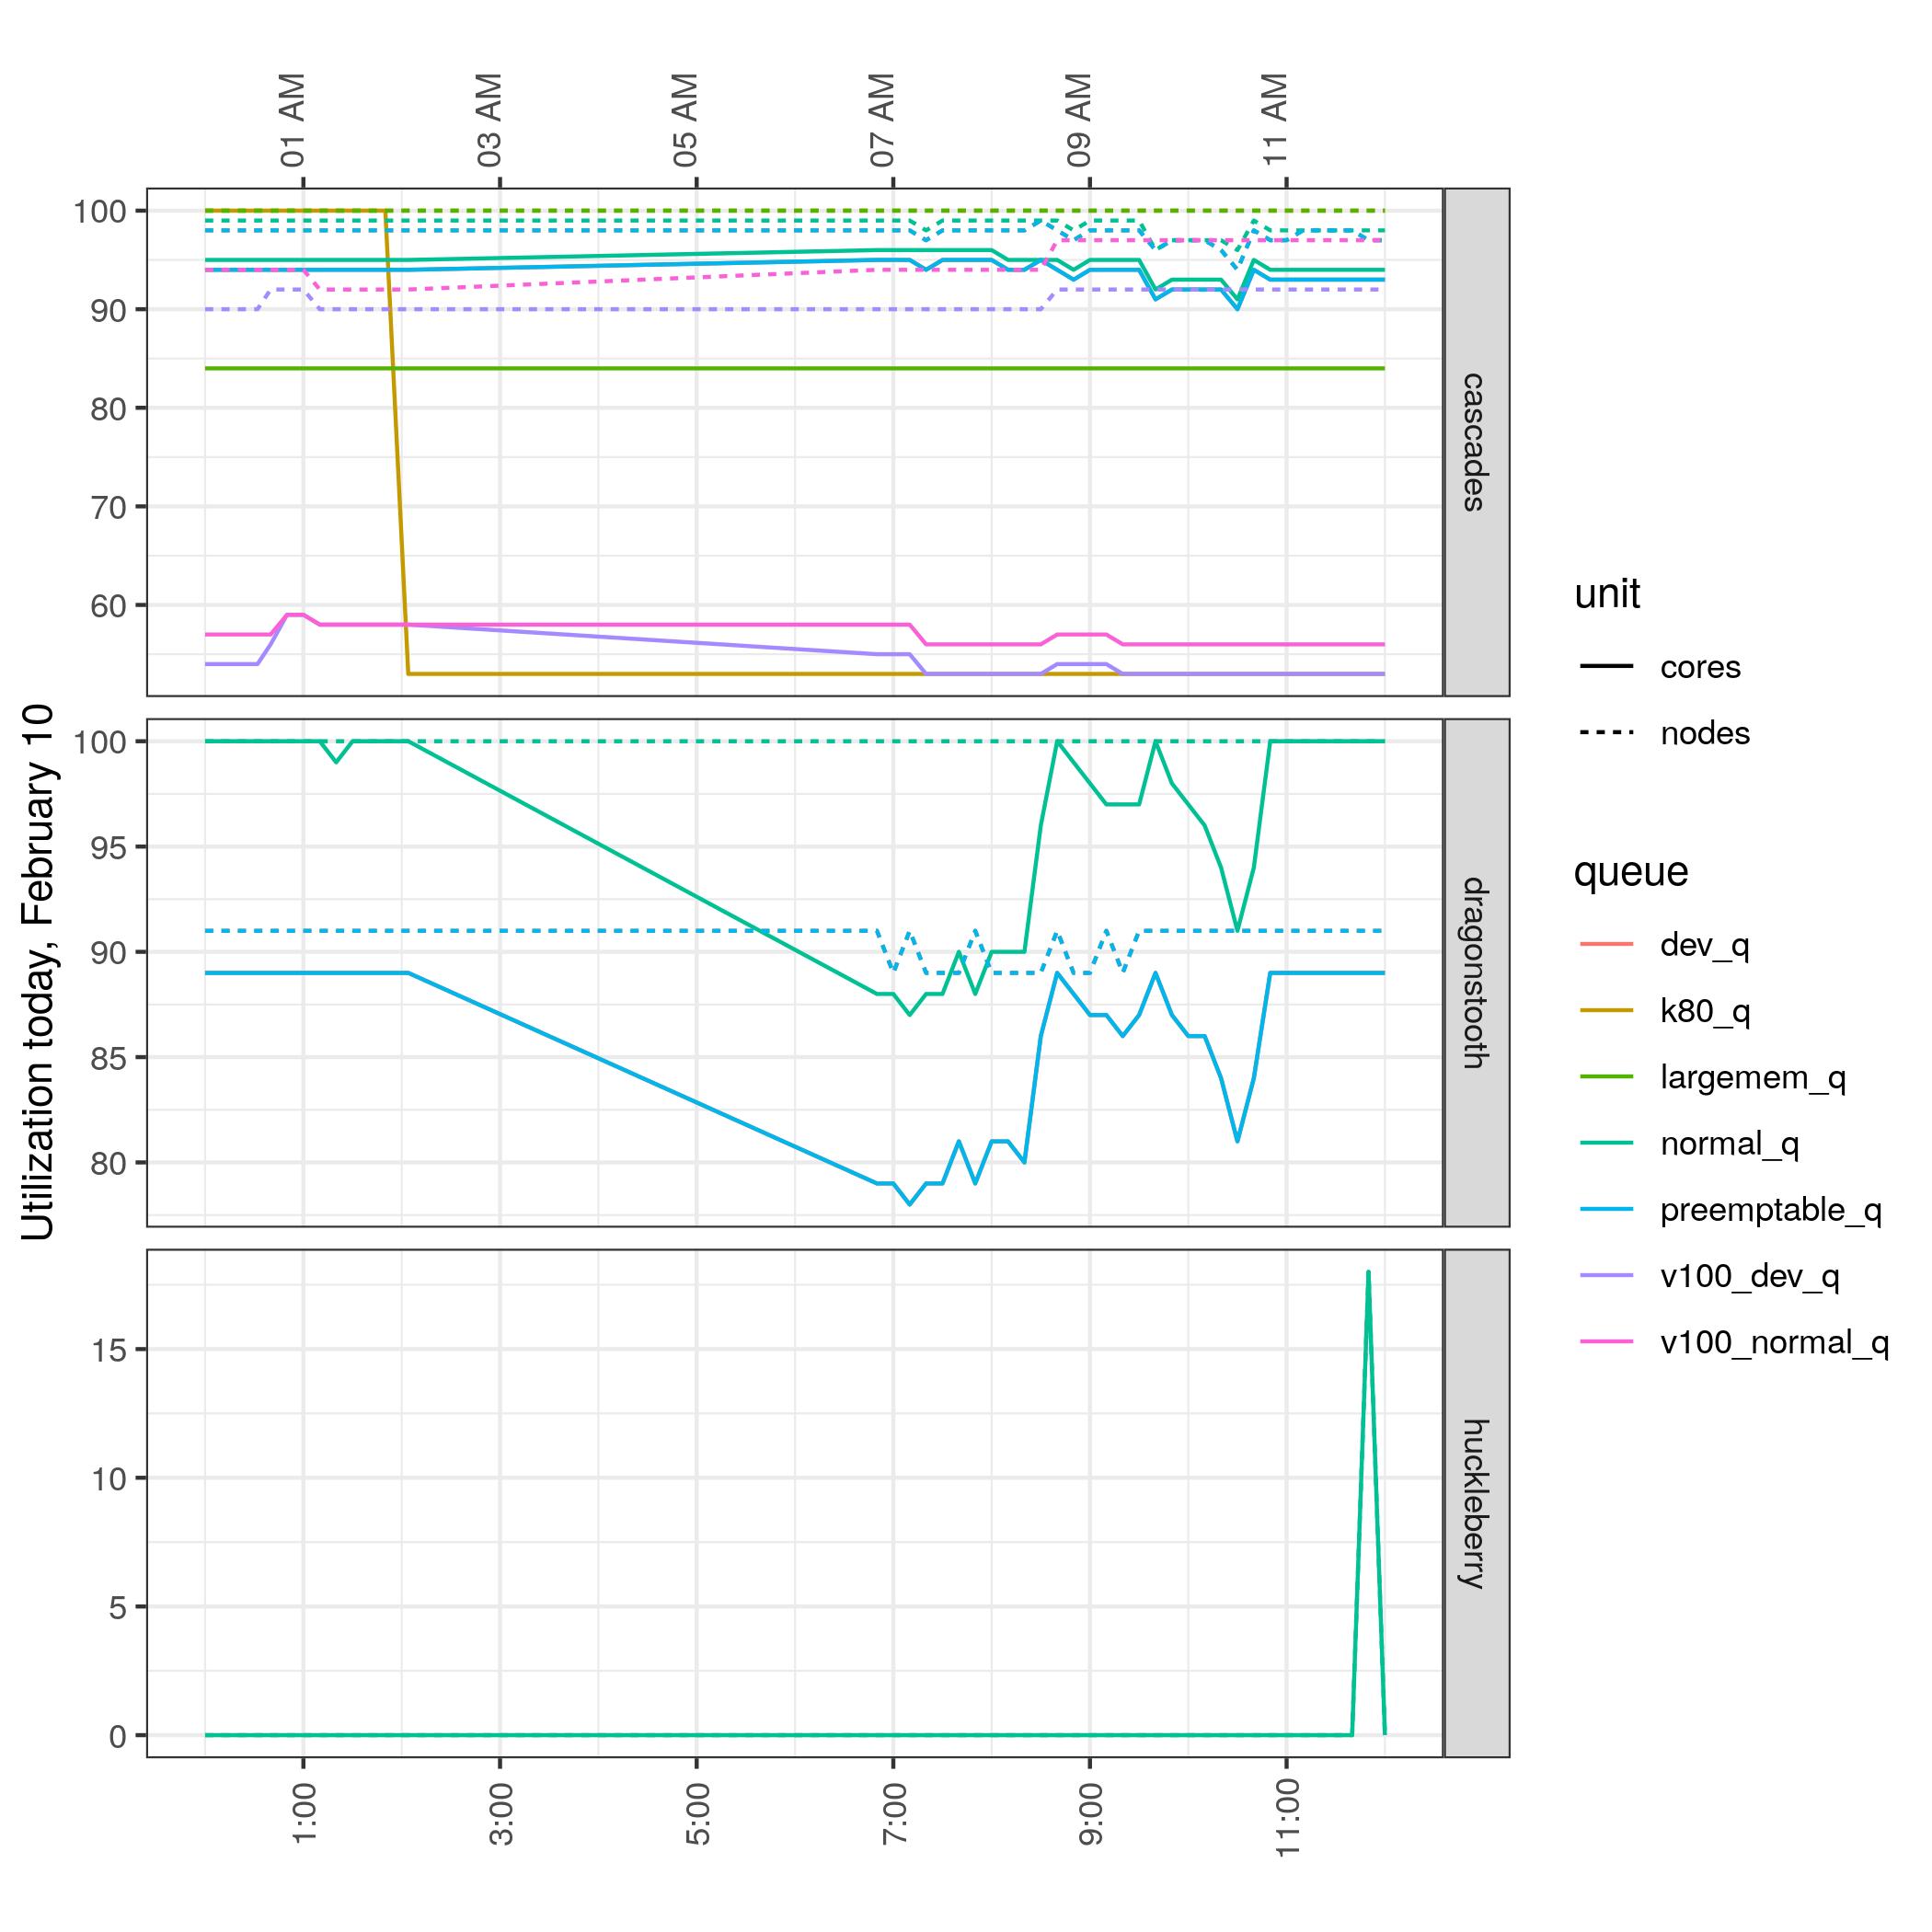 01 AM
03 AM
05 AM
07 AM
09 AM
11 AM
Utilization today, February 10
100
90
80
70
60
cascades
100
95
90
85
80
dragonstooth
15
10
5
0
huckleberry
1:00
3:00
5:00
7:00
9:00
11:00
unit
cores
nodes
queue
dev_q
k80_q
largemem_q
normal_q
preemptable_q
v100_dev_q
v100_normal_q